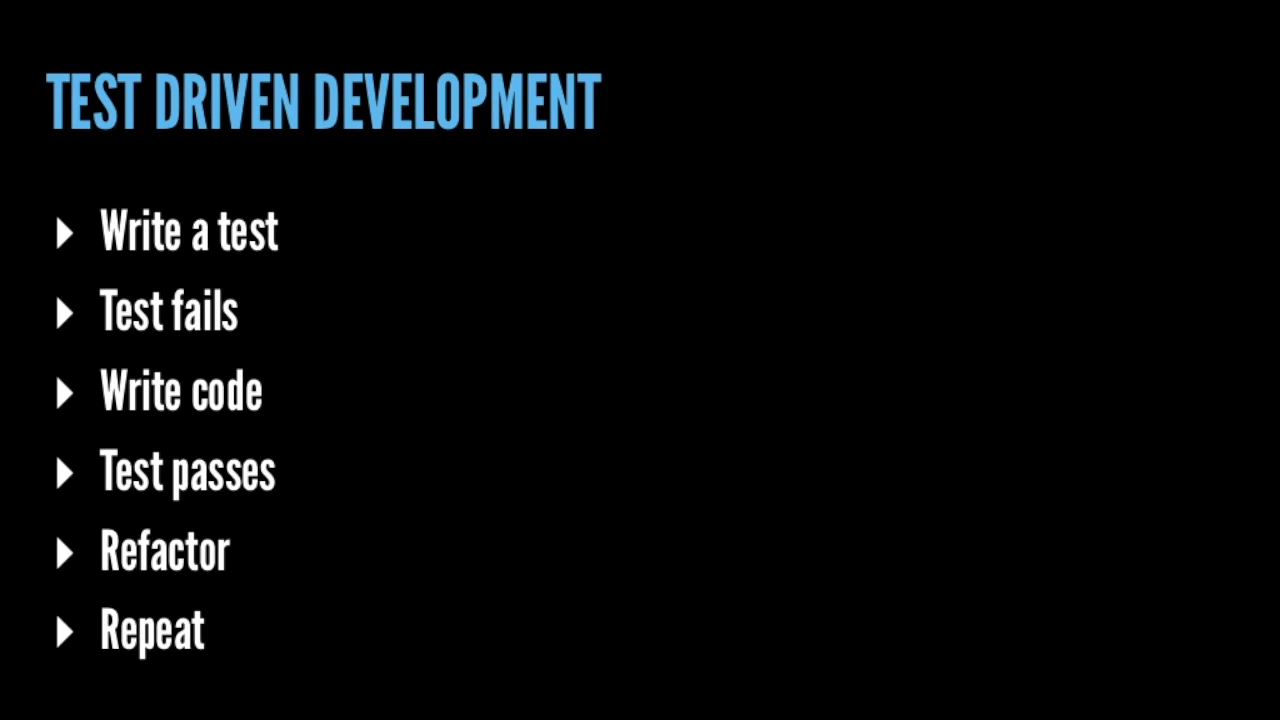 TEST DRIVEN DEVELOPMENT
Write a test
Test fails
Write code
Test passes
Refactor
Repeat